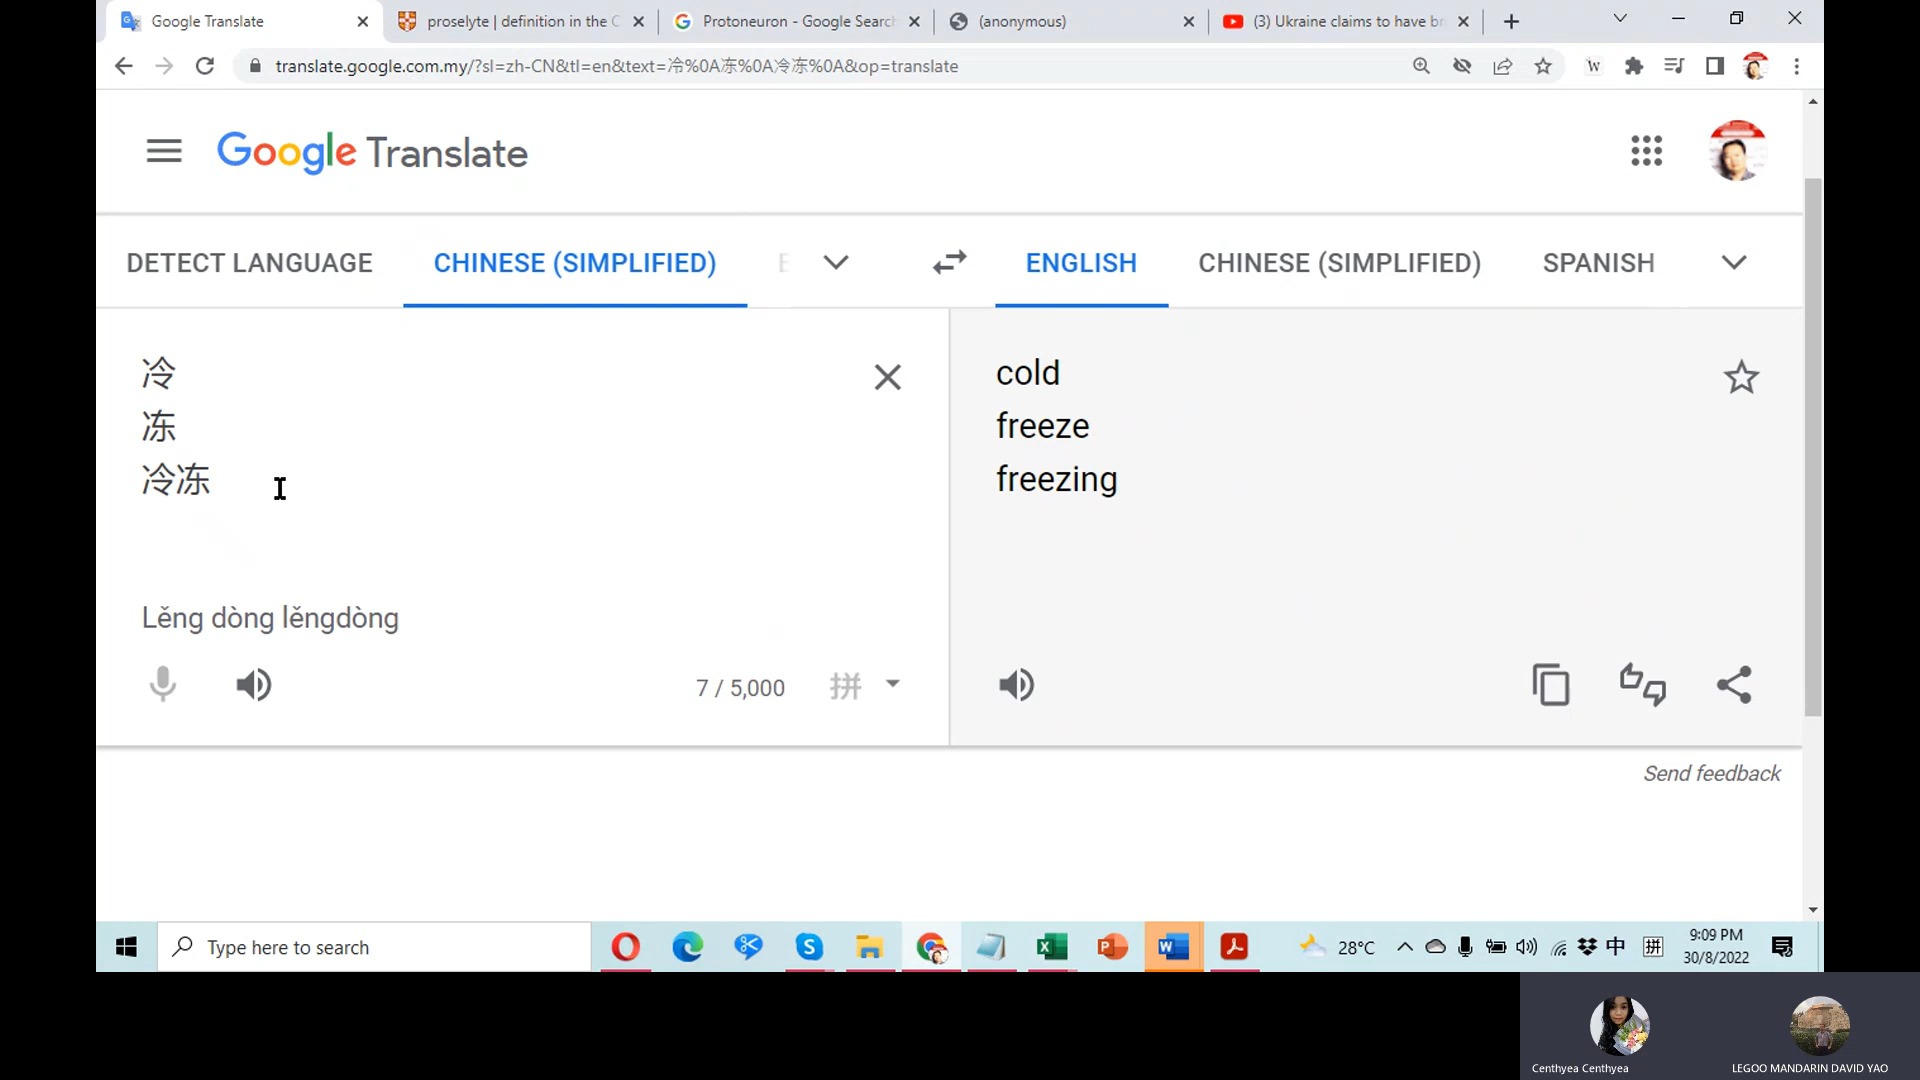 Google Translate
proselyte | definition in the C
Protoneuron - Google Search
(anonymous)
(3) Ukraine claims to have br
translate.google.com.my/?sl=zh-CN&tl=en&text=冷%0A冻%0A冷冻%0A&op=translate
W
Google Translate
DETECT LANGUAGE
CHINESE (SIMPLIFIED)
E
ENGLISH
CHINESE (SIMPLIFIED)
SPANISH
冷
冻
冷冻
cold
freeze
freezing
Lěng dòng lěngdòng
7 / 5,000
拼
Send feedback
Type here to search
28°C
中
拼
9:09 PM
30/8/2022
Centhyea Centhyea
LEGOO MANDARIN DAVID YAO